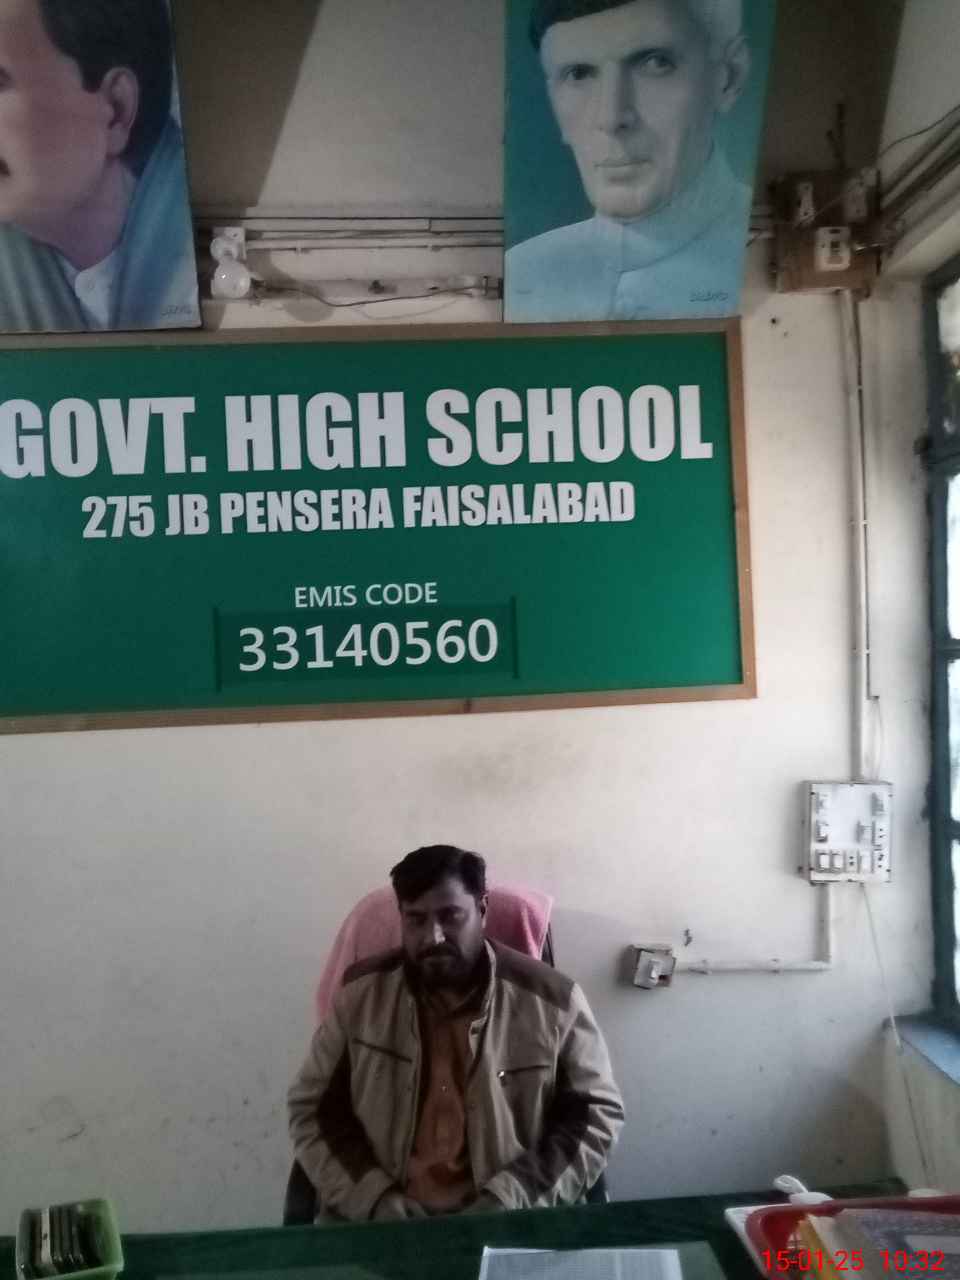 GOVT. HIGH SCHOOL
275 JB PENSERA FAISALABAD
EMIS CODE
33140560
15-01-25 10:32